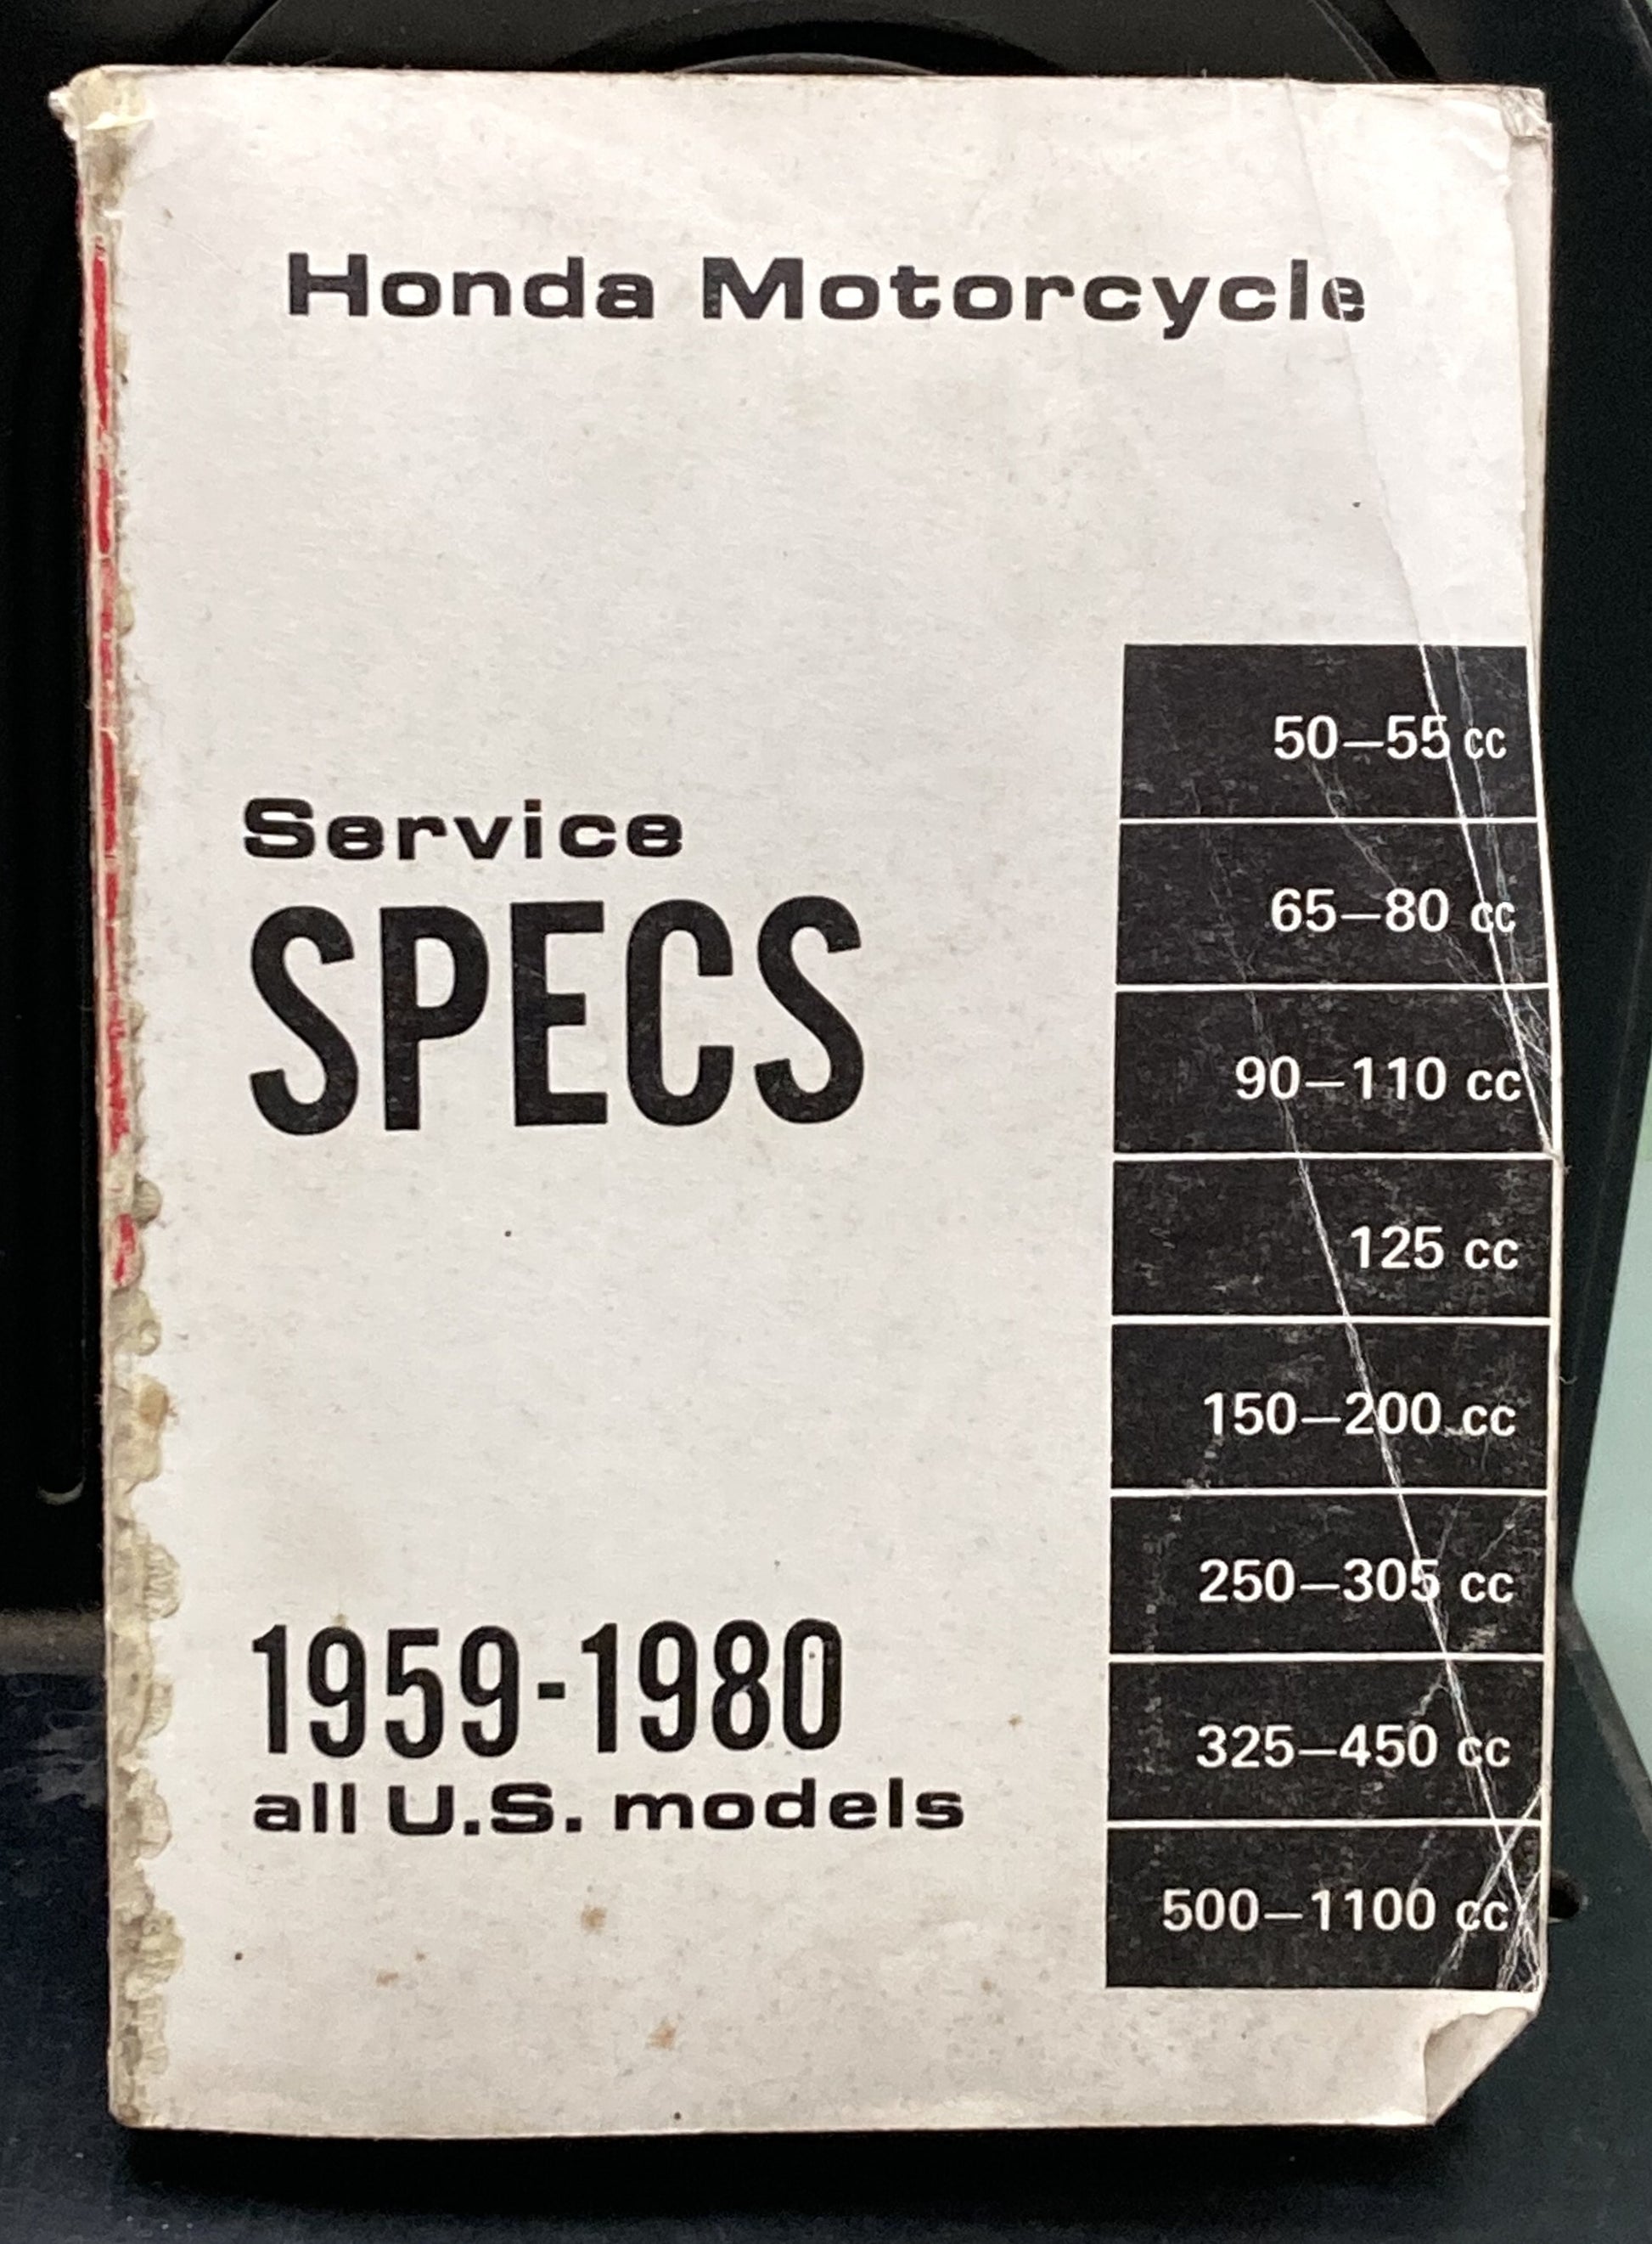 Honda Motorcycle
Service
SPECS
1959-1980
all U.S. models
50—55 cc
65—80 cc
90—110 cc
125 cc
150—200 cc
250—305 cc
325—450 cc
500—1100 cc